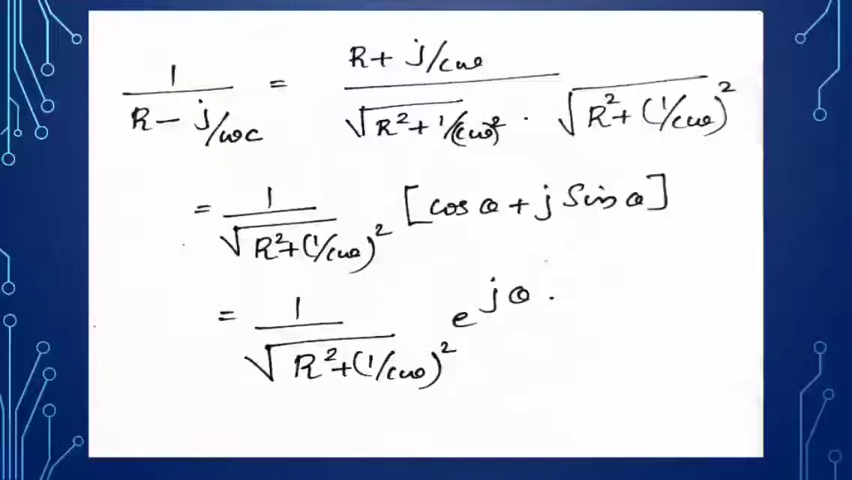 1/(R - j/ωC) = (R + j/cω)/(√(R² + 1/(cω)²) · √(R² + (1/cω)²))
= 1/√(R² + (1/cω)²) [cos θ + j Sin θ]
= 1/√(R² + (1/cω)²) e^(jθ).